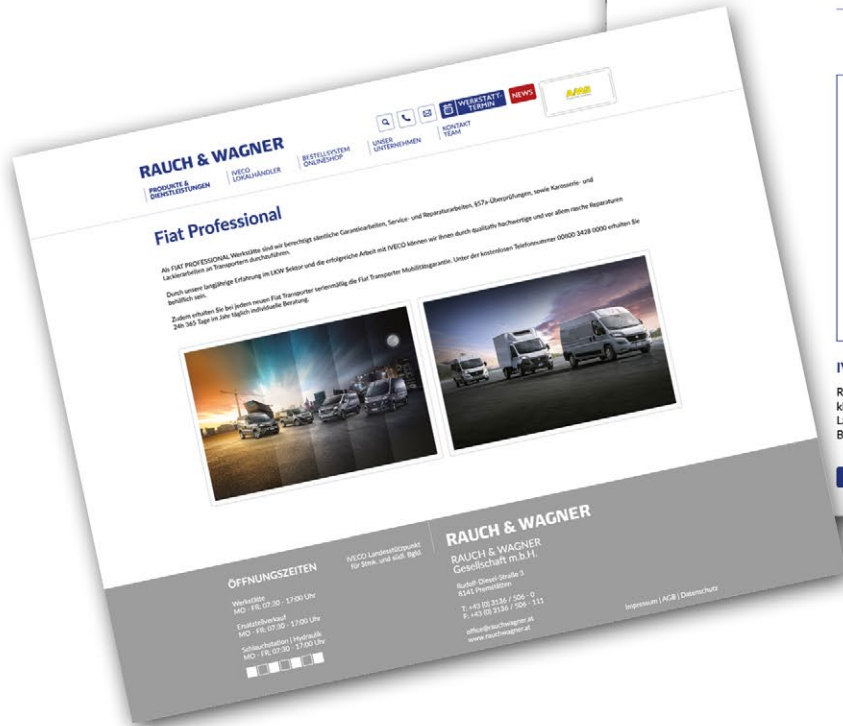 RAUCH & WAGNER
WERKSTATT-
TERMIN
NEWS
AMS
PRODUKTE &
DIENSTLEISTUNGEN
IVECO
LOKALHÄNDLER
BESTELLSYSTEM
ONLINESHOP
UNSER
UNTERNEHMEN
KONTAKT
TEAM
Fiat Professional
Als FIAT PROFESSIONAL Werkstätte sind wir berechtigt sämtliche Garantiearbeiten, Service- und Reparaturarbeiten, §57a-Überprüfungen, sowie Karosserie- und
Lackierarbeiten an Transportern durchzuführen.
Durch unsere langjährige Erfahrung im LKW Sektor und die erfolgreiche Arbeit mit IVECO können wir Ihnen durch qualitativ hochwertige und vor allem rasche Reparaturen
behilflich sein.
Zudem erhalten Sie bei jedem neuen Fiat Transporter serienmäßig die Fiat Transporter Mobilitätsgarantie. Unter der kostenlosen Telefonnummer 00800 3428 0000 erhalten Sie
24h 365 Tage im Jahr täglich individuelle Beratung.
ÖFFNUNGSZEITEN
Werkstätte
MO - FR, 07:30 - 17:00 Uhr
Ersatzteilverkauf
MO - FR, 07:30 - 17:00 Uhr
Schlauchstation | Hydraulik
MO - FR, 07:30 - 17:00 Uhr
IVECO Landesstützpunkt
für Stmk. und südl. Bgld.
RAUCH & WAGNER
RAUCH & WAGNER
Gesellschaft m.b.H.
Rudolf-Diesel-Straße 3
8141 Premstätten
T: +43 (0) 3136 / 506 - 0
F: +43 (0) 3136 / 506 - 111
office@rauchwagner.at
www.rauchwagner.at
Impressum | AGB | Datenschutz